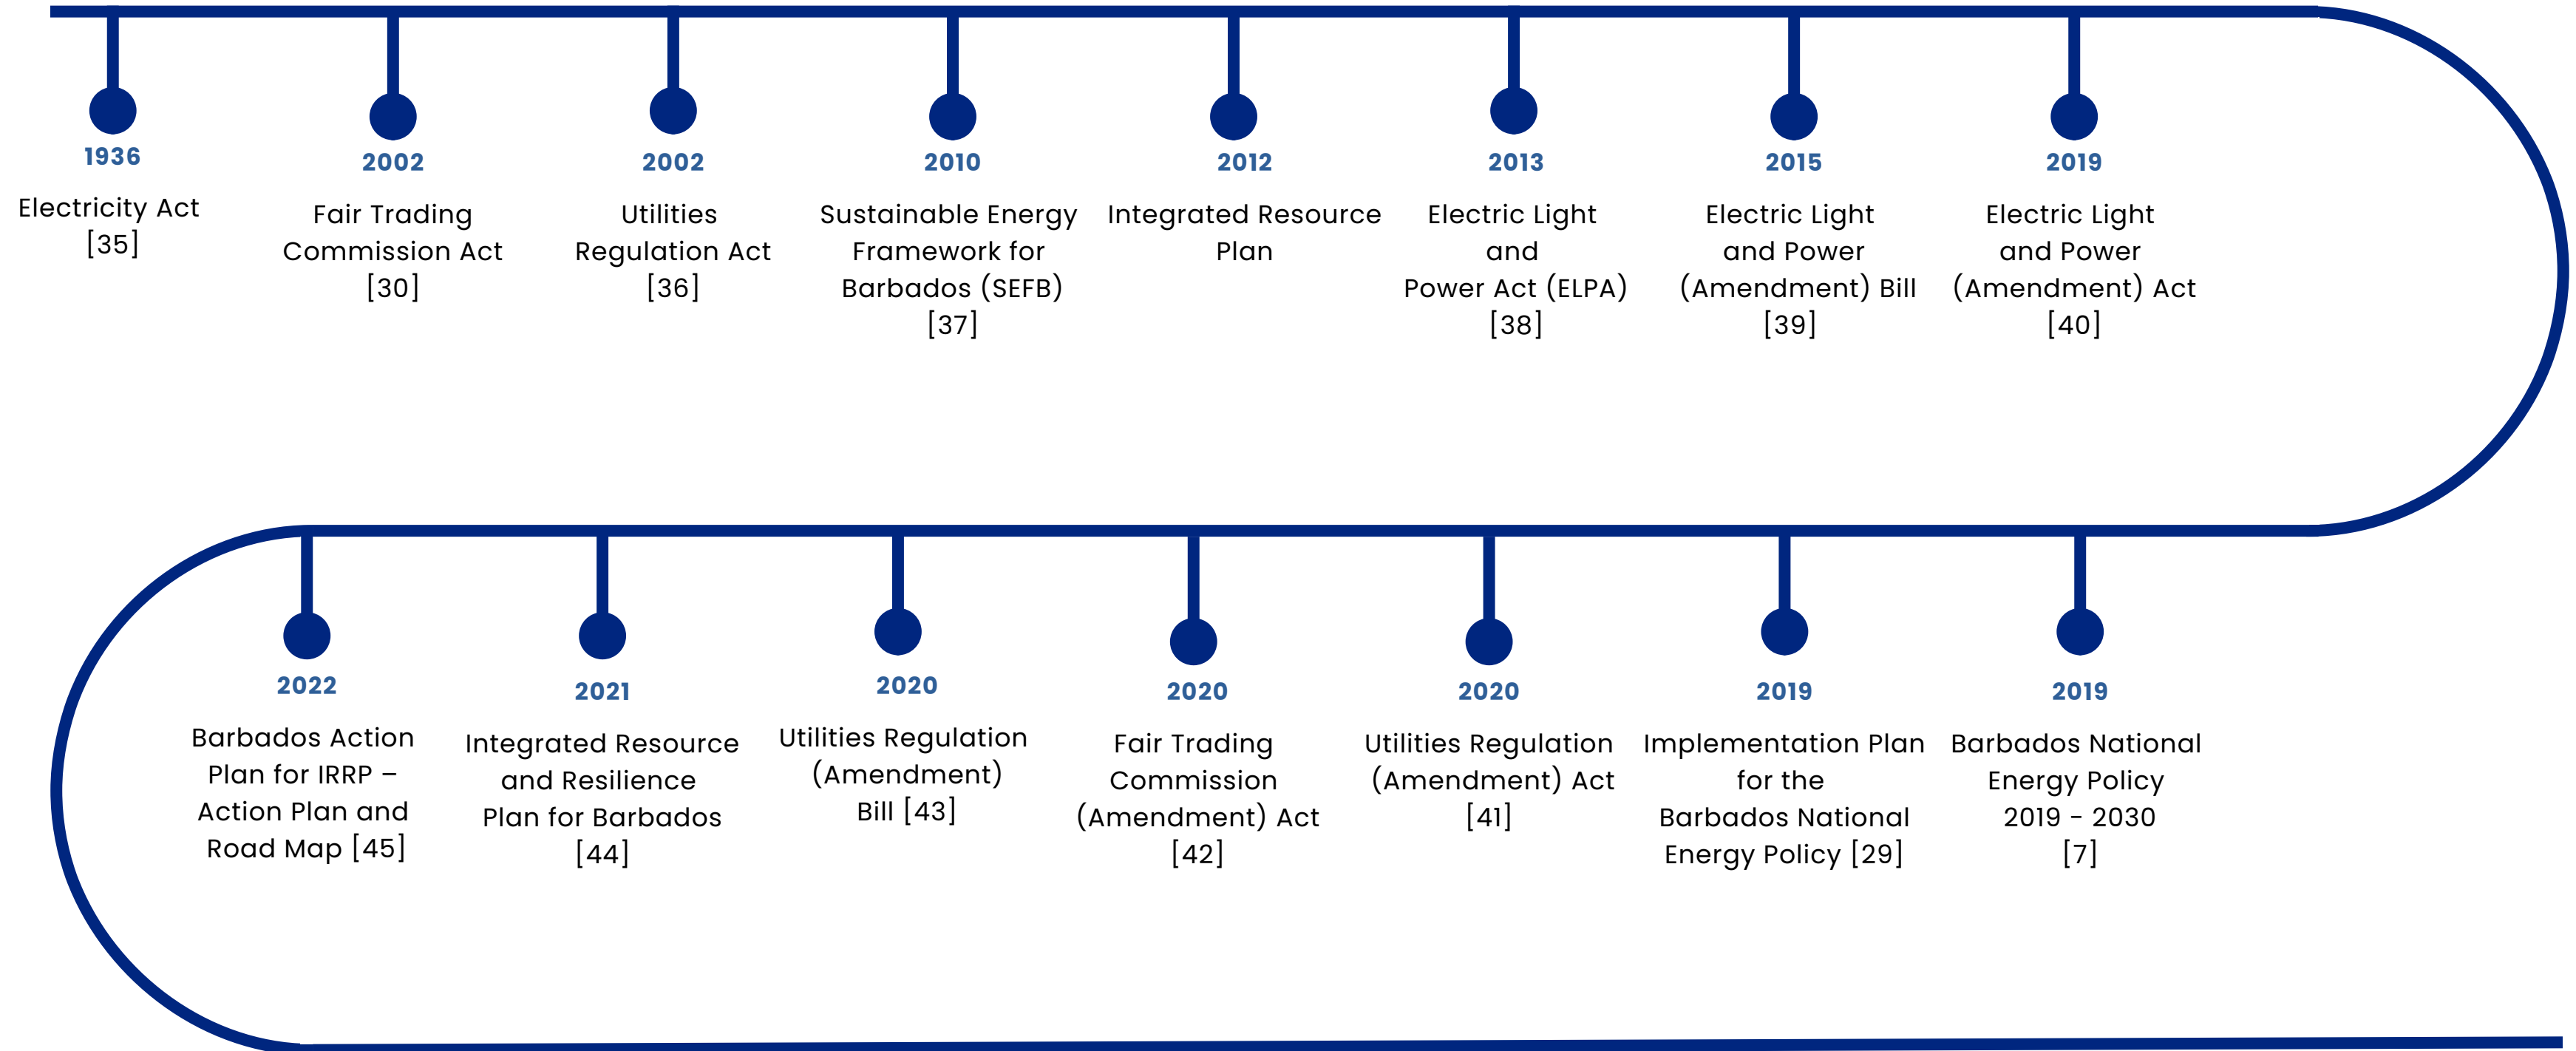 1936
Electricity Act
[35]
2002
Fair Trading
Commission Act
[30]
2002
Utilities
Regulation Act
[36]
2010
Sustainable Energy
Framework for
Barbados (SEFB)
[37]
2012
Integrated Resource
Plan
2013
Electric Light
and
Power Act (ELPA)
[38]
2015
Electric Light
and Power
(Amendment) Bill
[39]
2019
Electric Light
and Power
(Amendment) Act
[40]
2022
Barbados Action
Plan for IRRP –
Action Plan and
Road Map [45]
2021
Integrated Resource
and Resilience
Plan for Barbados
[44]
2020
Utilities Regulation
(Amendment)
Bill [43]
2020
Fair Trading
Commission
(Amendment) Act
[42]
2020
Utilities Regulation
(Amendment) Act
[41]
2019
Implementation Plan
for the
Barbados National
Energy Policy [29]
2019
Barbados National
Energy Policy
2019 - 2030
[7]